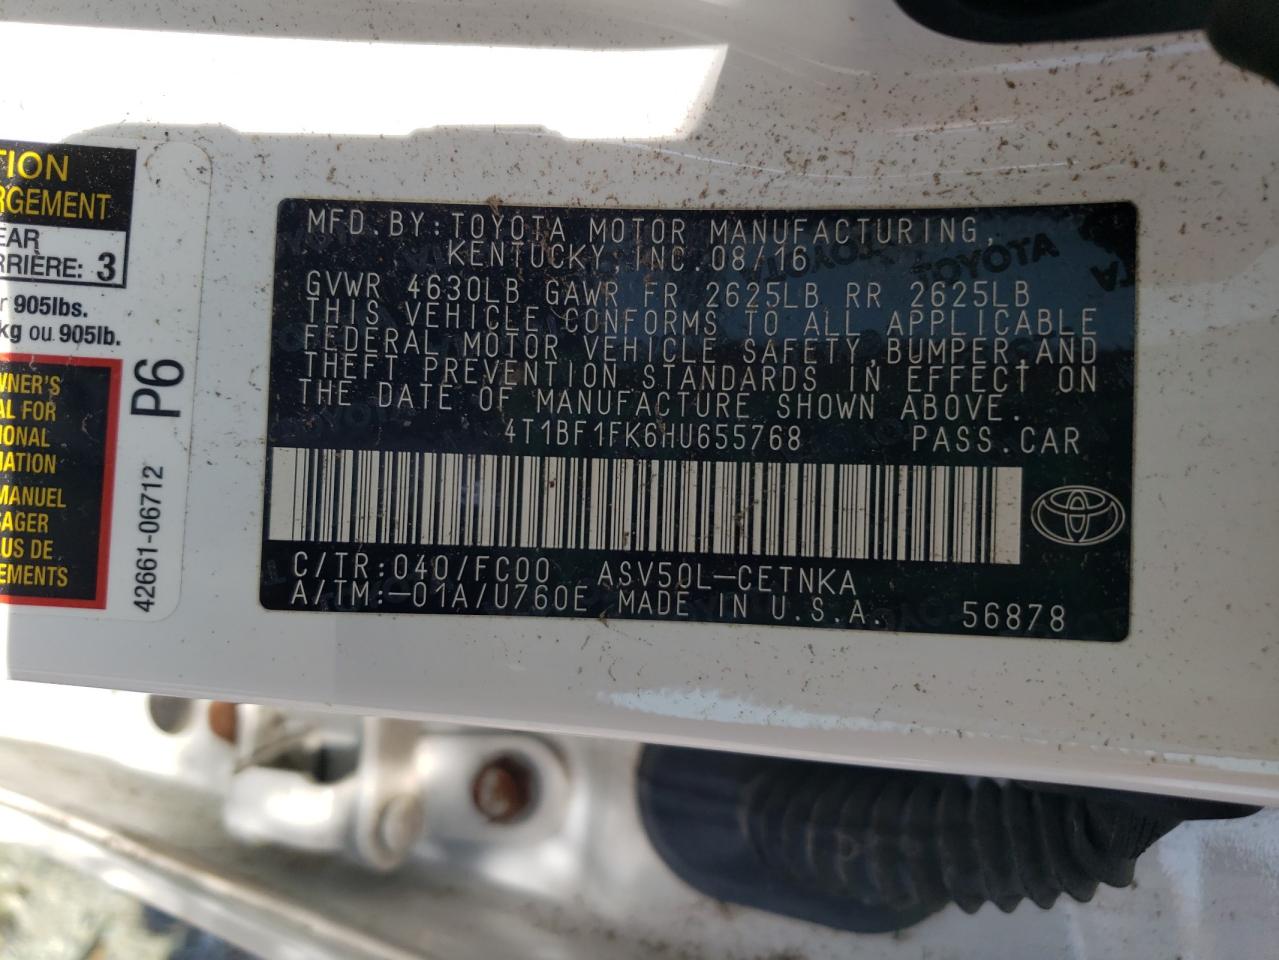 TION
RGEMENT
EAR
RRIÈRE: 3
r 905lbs.
kg ou 905lb.
WNER'S
AL FOR
IONAL
MATION
MANUEL
SAGER
US DE
EMENTS
P6
42661-06712
MFD. BY: TOYOTA MOTOR MANUFACTURING,
KENTUCKY, INC. 08/16
GVWR 4630LB GAWR FR 2625LB RR 2625LB
THIS VEHICLE CONFORMS TO ALL APPLICABLE
FEDERAL MOTOR VEHICLE SAFETY, BUMPER, AND
THEFT PREVENTION STANDARDS IN EFFECT ON
THE DATE OF MANUFACTURE SHOWN ABOVE.
4T1BF1FK6HU655768 PASS. CAR
C/TR: 040/FC00 ASV50L-CETNKA
A/TM:-01A/U760E MADE IN U.S.A. 56878
TOYOTA